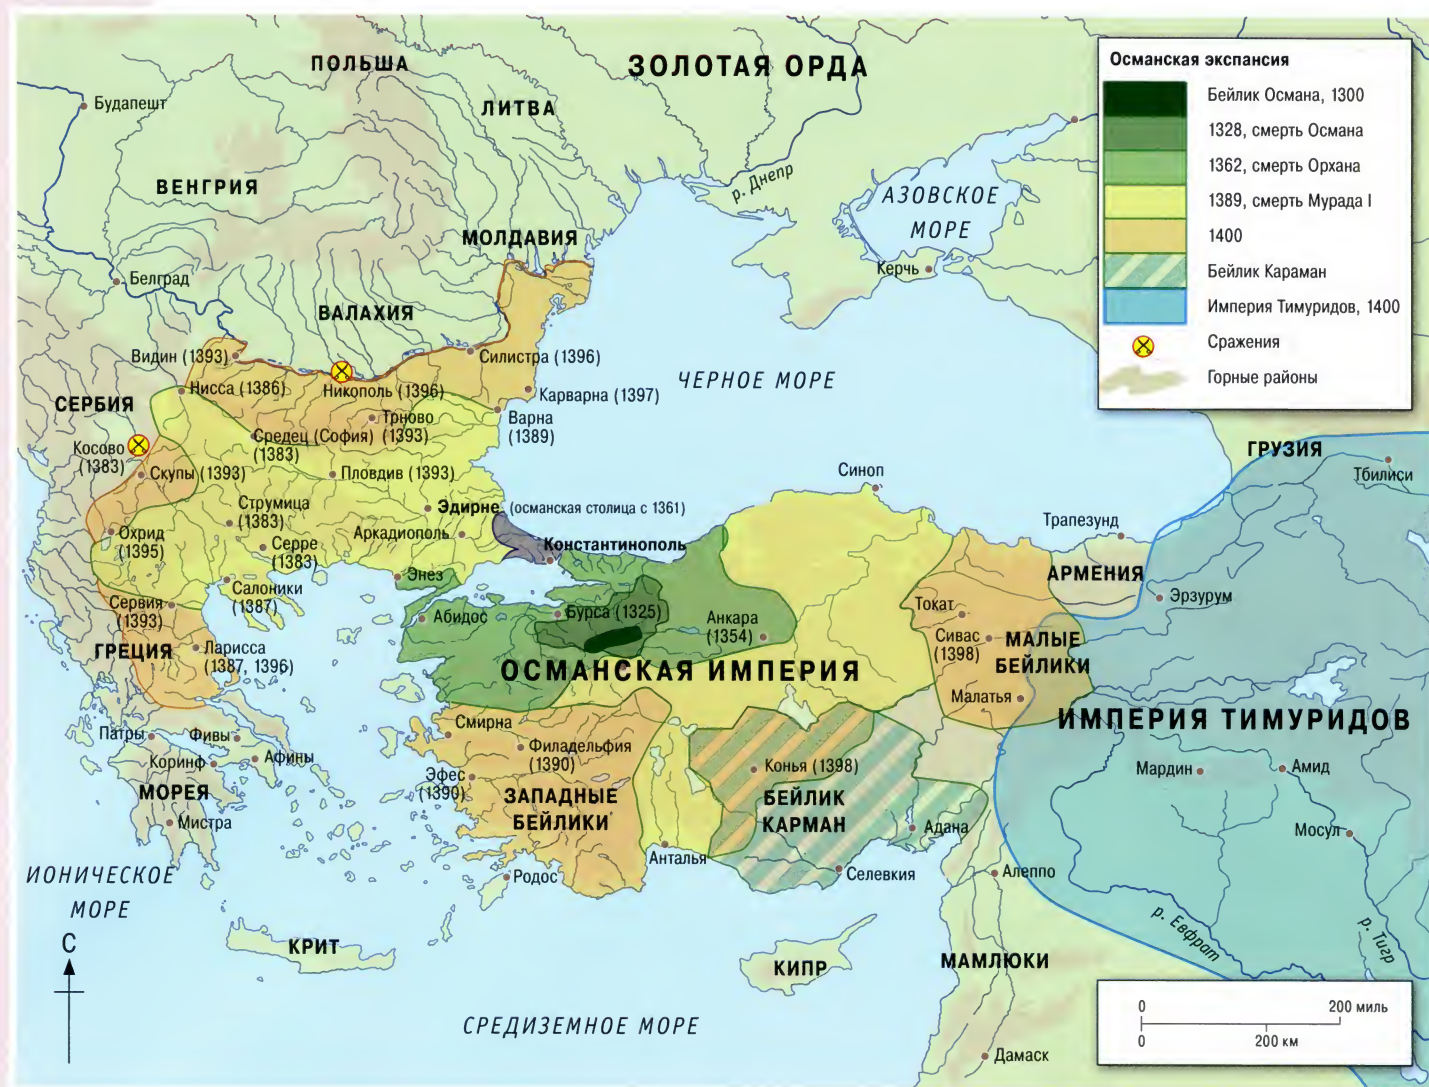 ПОЛЬША
ЗОЛОТАЯ ОРДА
ЛИТВА
Будапешт
ВЕНГРИЯ
р. Днепр
АЗОВСКОЕ
МОРЕ
МОЛДАВИЯ
Керчь
Белград
ВАЛАХИЯ
Видин (1393)
Силистра (1396)
Нисса (1386)
Никополь (1396)
Карварна (1397)
ЧЕРНОЕ МОРЕ
СЕРБИЯ
Трново
(1393)
Варна
(1389)
Средец (София)
(1383)
Косово
(1383)
Скупы (1393)
Пловдив (1393)
Синоп
ГРУЗИЯ
Тбилиси
Струмица
(1383)
Эдирне (османская столица с 1361)
Аркадиополь
Охрид
(1395)
Серре
(1383)
Константинополь
Трапезунд
АРМЕНИЯ
Энез
Салоники
(1387)
Сервия
(1393)
Абидос
Бурса (1325)
Анкара
(1354)
Токат
Эрзурум
Сивас
(1398)
МАЛЫЕ
БЕЙЛИКИ
ГРЕЦИЯ
Ларисса
(1387, 1396)
ОСМАНСКАЯ ИМПЕРИЯ
Малатья
ИМПЕРИЯ ТИМУРИДОВ
Смирна
Патры
Фивы
Коринф
Афины
Филадельфия
(1390)
Эфес
(1390)
Конья (1398)
Мардин
Амид
МОРЕЯ
Мистра
ЗАПАДНЫЕ
БЕЙЛИКИ
БЕЙЛИК
КАРМАН
Адана
Мосул
Анталья
Селевкия
Алеппо
Родос
ИОНИЧЕСКОЕ
МОРЕ
р. Евфрат
р. Тигр
КРИТ
КИПР
МАМЛЮКИ
СРЕДИЗЕМНОЕ МОРЕ
Дамаск
С
Османская экспансия
Бейлик Османа, 1300
1328, смерть Османа
1362, смерть Орхана
1389, смерть Мурада I
1400
Бейлик Караман
Империя Тимуридов, 1400
Сражения
Горные районы
0 200 миль
0 200 км